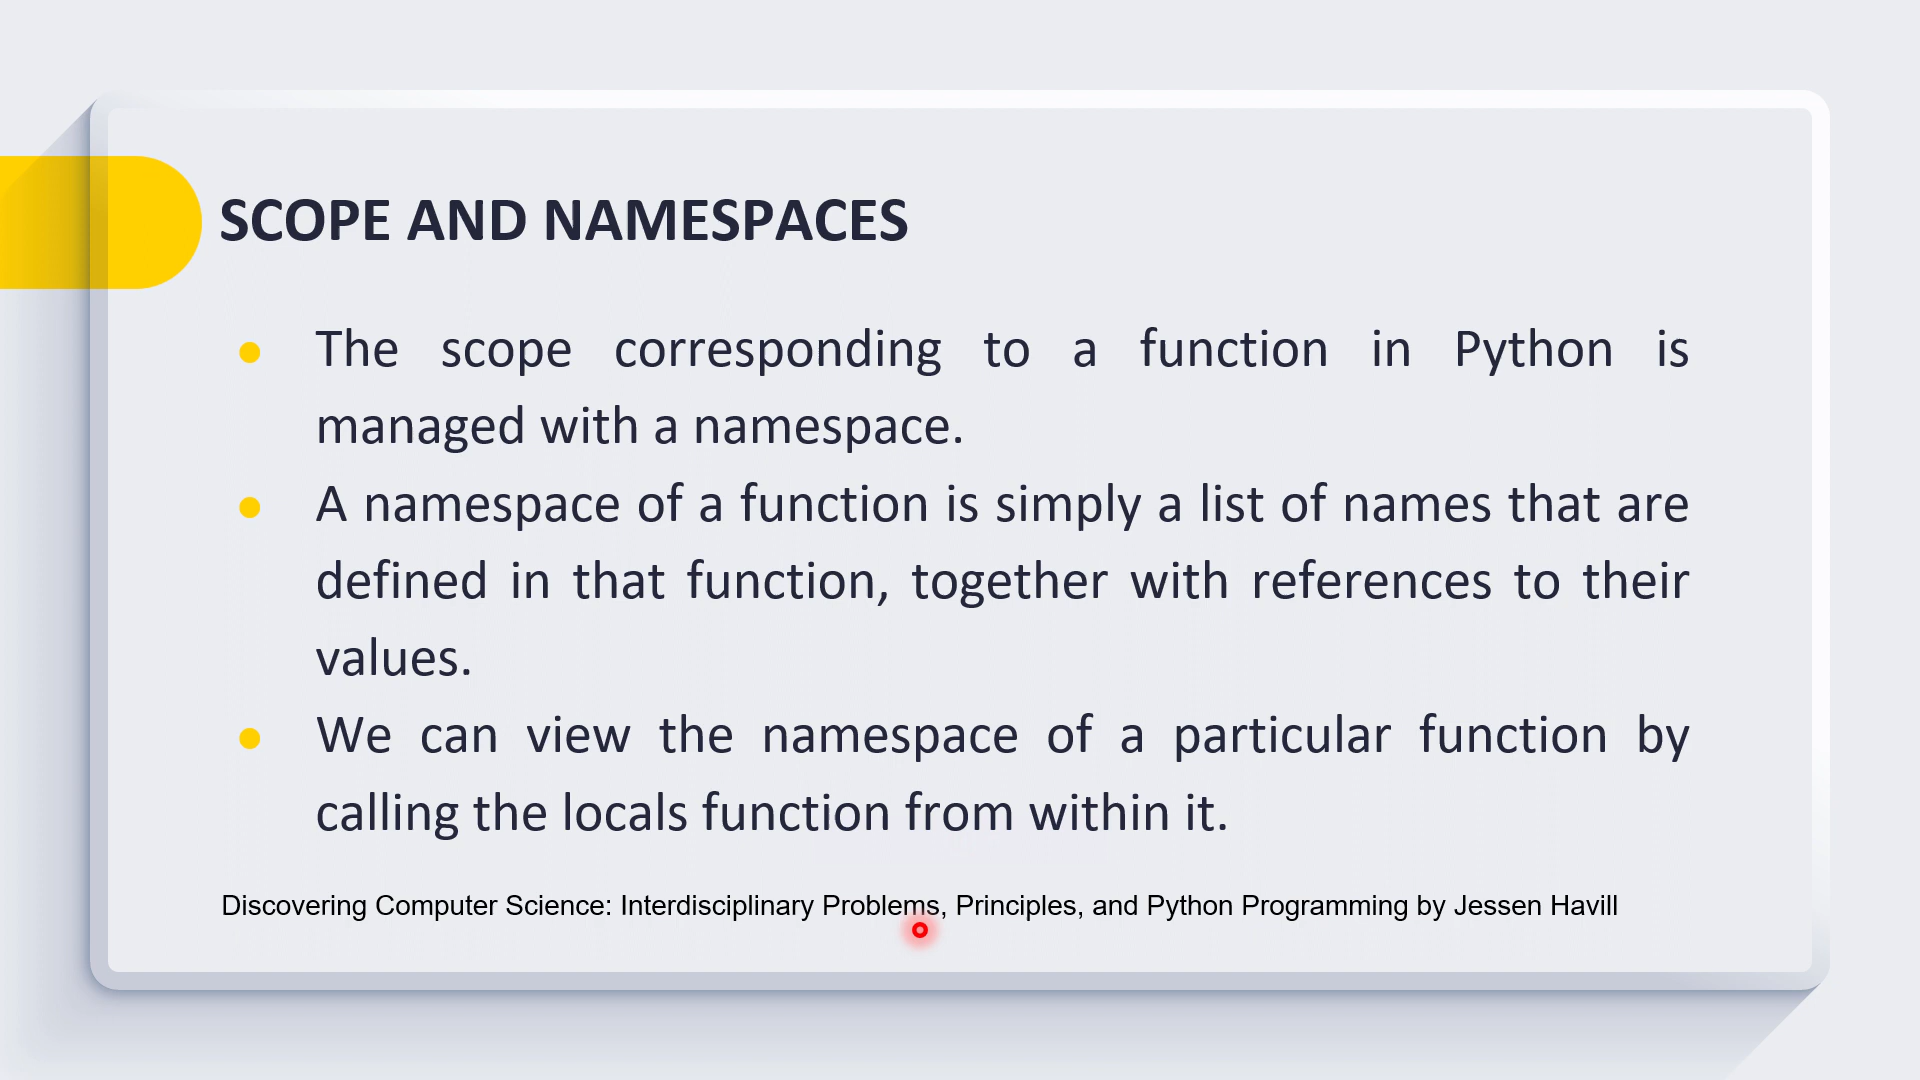 SCOPE AND NAMESPACES
The scope corresponding to a function in Python is
managed with a namespace.
A namespace of a function is simply a list of names that are
defined in that function, together with references to their
values.
We can view the namespace of a particular function by
calling the locals function from within it.
Discovering Computer Science: Interdisciplinary Problems, Principles, and Python Programming by Jessen Havill